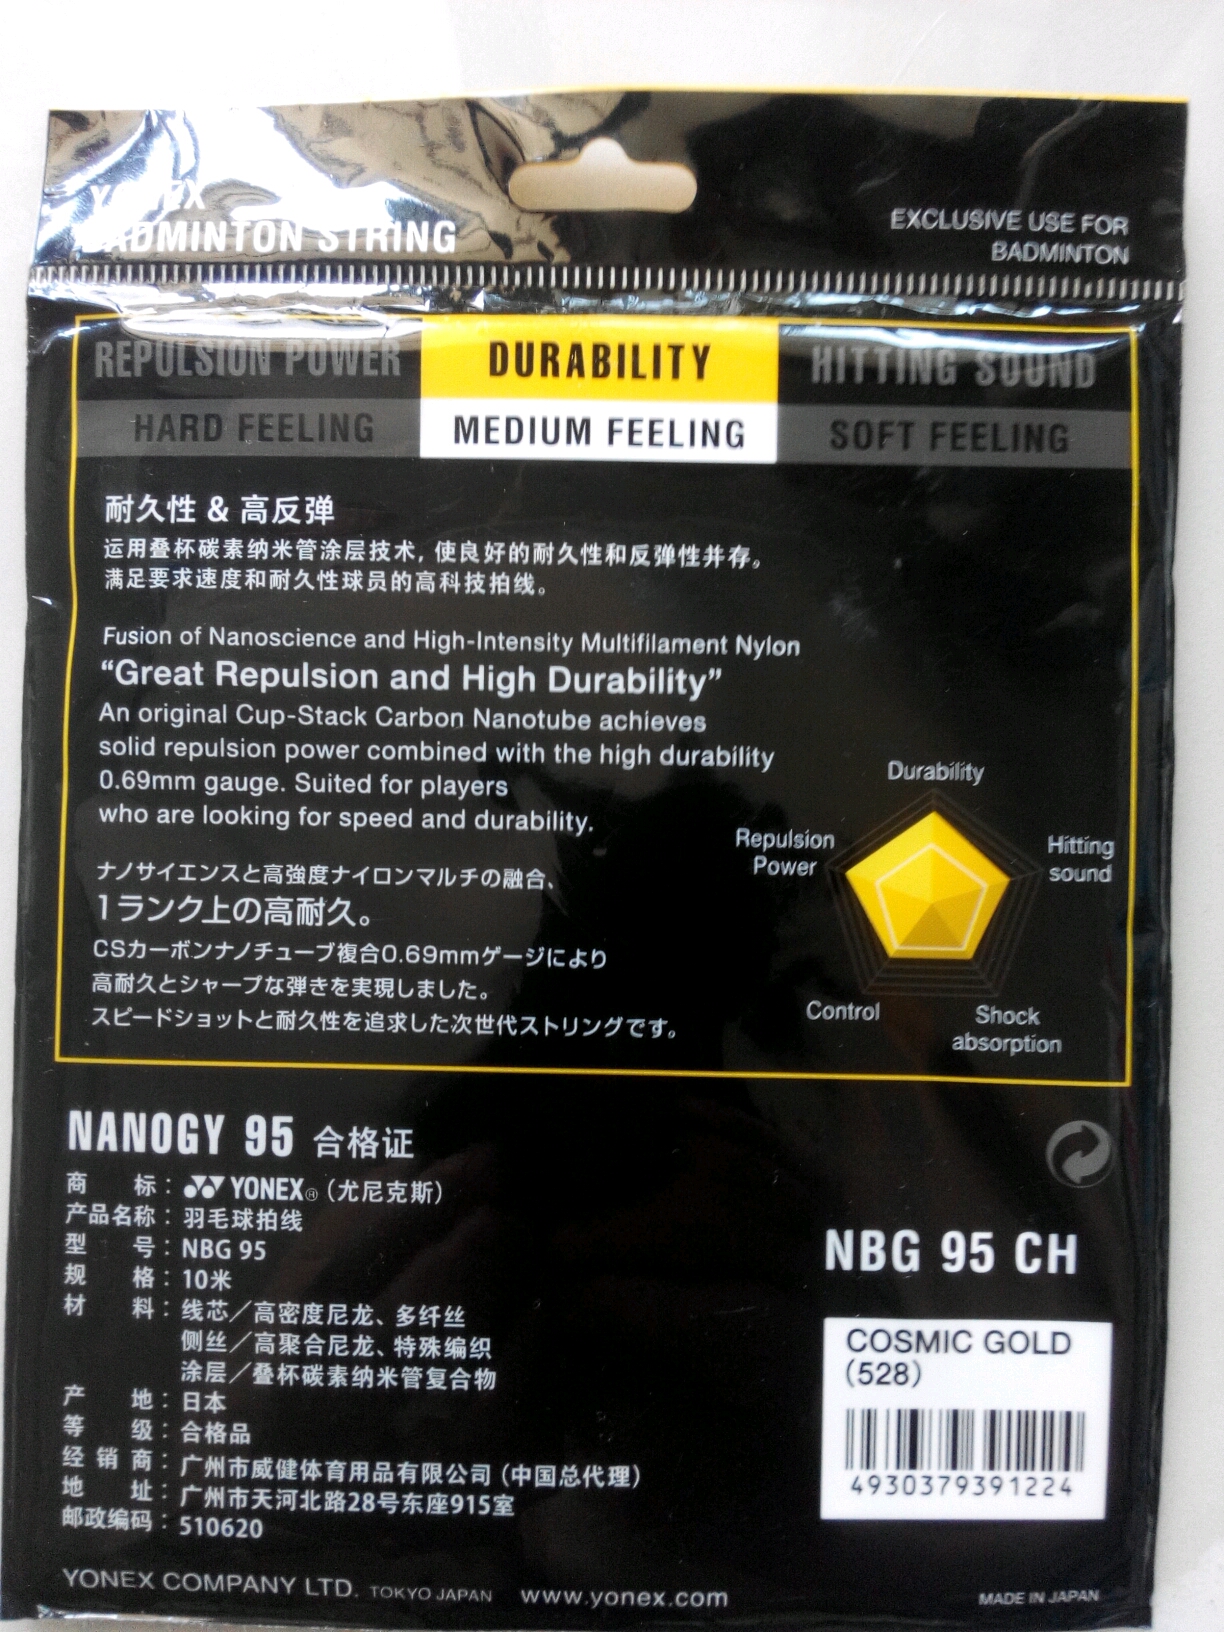 YONEX
BADMINTON STRING
EXCLUSIVE USE FOR
BADMINTON
REPULSION POWER
DURABILITY
HITTING SOUND
HARD FEELING
MEDIUM FEELING
SOFT FEELING
耐久性 & 高反弹
运用叠杯碳素纳米管涂层技术，使良好的耐久性和反弹性并存。
满足要求速度和耐久性球员的高科技拍线。
Fusion of Nanoscience and High-Intensity Multifilament Nylon
“Great Repulsion and High Durability”
An original Cup-Stack Carbon Nanotube achieves
solid repulsion power combined with the high durability
0.69mm gauge. Suited for players
who are looking for speed and durability.
ナノサイエンスと高強度ナイロンマルチの融合、
1ランク上の高耐久。
CSカーボンナノチューブ複合0.69mmゲージにより
高耐久とシャープな弾きを実現しました。
スピードショットと耐久性を追求した次世代ストリングです。
Durability
Repulsion
Power
Hitting
sound
Control
Shock
absorption
NANOGY 95 合格证
商 标：YONEX®（尤尼克斯）
产品名称：羽毛球拍线
型 号：NBG 95
规 格：10米
材 料：线芯／高密度尼龙、多纤丝
侧丝／高聚合尼龙、特殊编织
涂层／叠杯碳素纳米管复合物
产 地：日本
等 级：合格品
经 销 商：广州市威健体育用品有限公司（中国总代理）
地 址：广州市天河北路28号东座915室
邮政编码：510620
NBG 95 CH
COSMIC GOLD
(528)
4930379391224
YONEX COMPANY LTD. TOKYO JAPAN www.yonex.com
MADE IN JAPAN